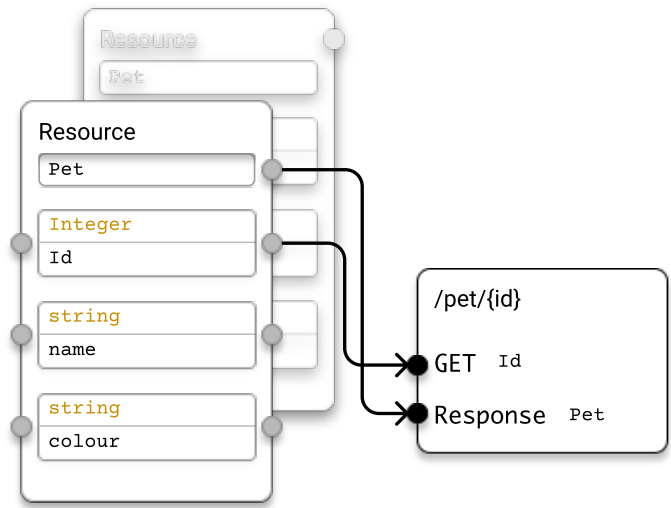 Resource
Pet
Resource
Pet
Integer
Id
string
name
string
colour
/pet/{id}
GET Id
Response Pet